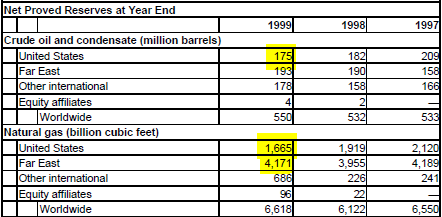 Net Proved Reserves at Year End
1999 1998 1997
Crude oil and condensate (million barrels)
United States 175 182 209
Far East 193 190 158
Other international 178 158 166
Equity affiliates 4 2 —
Worldwide 550 532 533
Natural gas (billion cubic feet)
United States 1,665 1,919 2,120
Far East 4,171 3,955 4,189
Other international 686 226 241
Equity affiliates 96 22 —
Worldwide 6,618 6,122 6,550